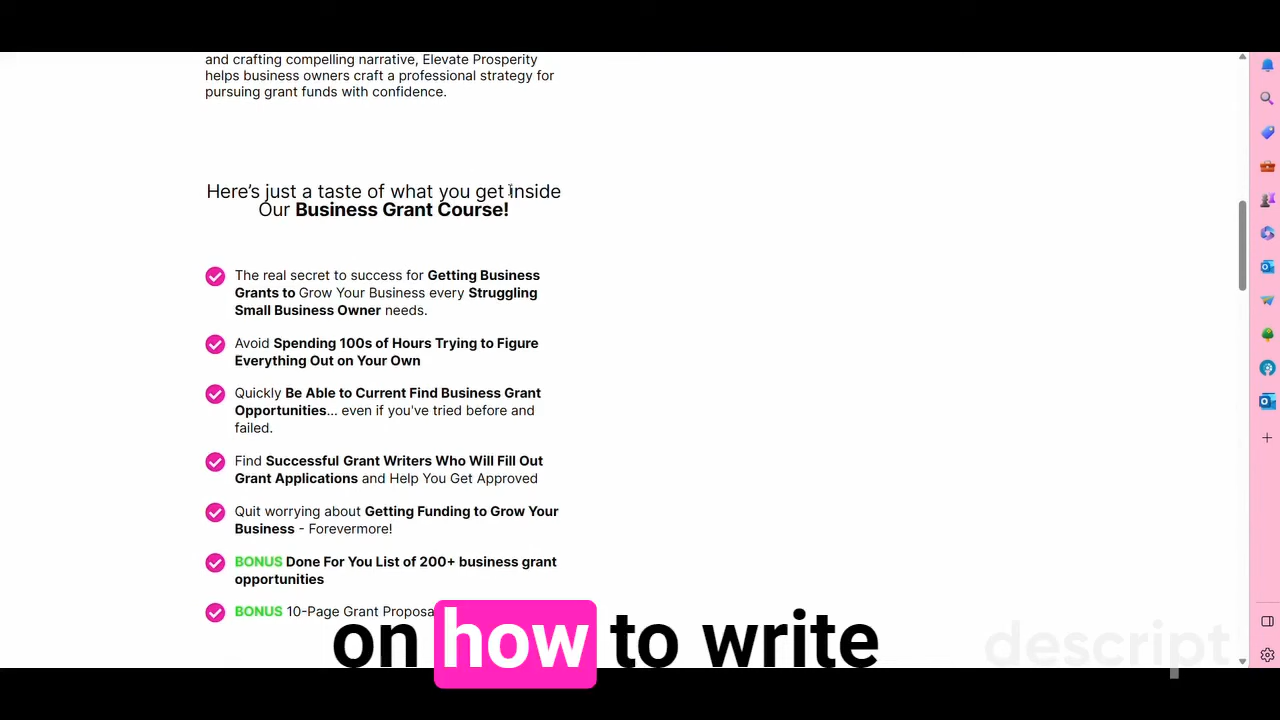 and crafting compelling narrative, Elevate Prosperity
helps business owners craft a professional strategy for
pursuing grant funds with confidence.
Here's just a taste of what you get inside
Our Business Grant Course!
The real secret to success for Getting Business
Grants to Grow Your Business every Struggling
Small Business Owner needs.
Avoid Spending 100s of Hours Trying to Figure
Everything Out on Your Own
Quickly Be Able to Current Find Business Grant
Opportunities... even if you've tried before and
failed.
Find Successful Grant Writers Who Will Fill Out
Grant Applications and Help You Get Approved
Quit worrying about Getting Funding to Grow Your
Business - Forevermore!
BONUS Done For You List of 200+ business grant
opportunities
BONUS 10-Page Grant
on how to write
descript